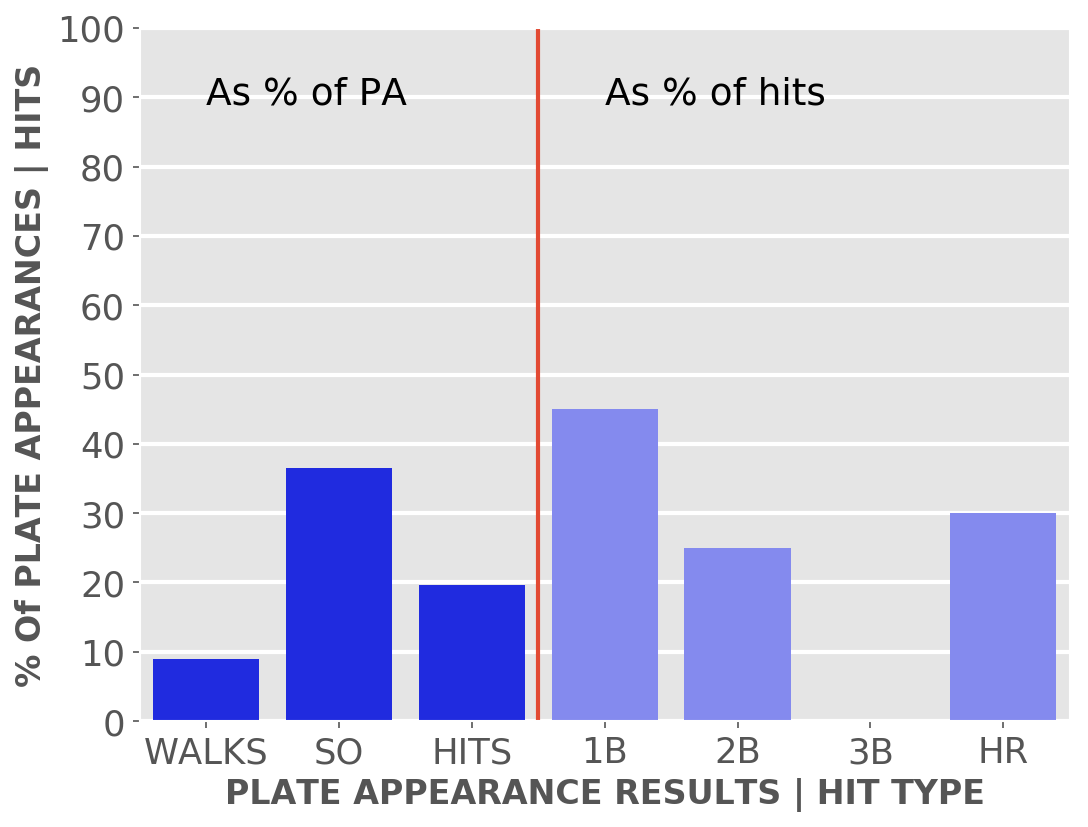 % Of PLATE APPEARANCES | HITS
100
90
80
70
60
50
40
30
20
10
0
As % of PA
As % of hits
WALKS SO HITS 1B 2B 3B HR
PLATE APPEARANCE RESULTS | HIT TYPE